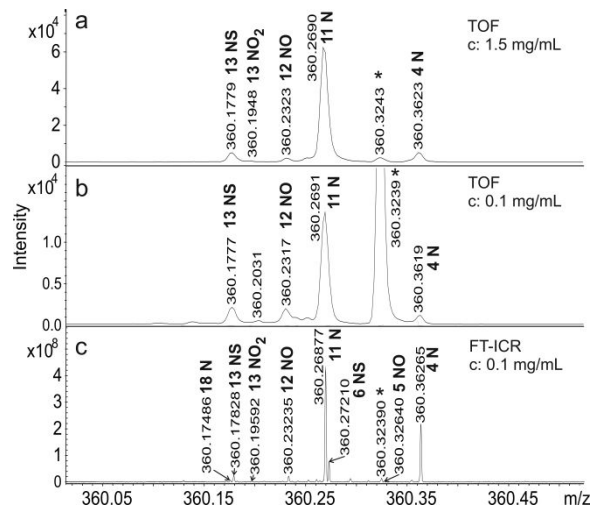 a
TOF
c: 1.5 mg/mL
x10⁴
6
4
2
0
360.1779 13 NS
360.1948 13 NO₂
360.2323 12 NO
360.2690 11 N
360.3243 *
360.3623 4 N
b
TOF
c: 0.1 mg/mL
x10⁴
1.0
0.5
0.0
360.1777 13 NS
360.2031
360.2317 12 NO
360.2691 11 N
360.3239 *
360.3619 4 N
Intensity
c
FT-ICR
c: 0.1 mg/mL
x10⁸
4
2
0
360.17486 18 N
360.17828 13 NS
360.19592 13 NO₂
360.23235 12 NO
360.26877 11 N
360.27210 6 NS
360.32390 *
360.32640 5 NO
360.36265 4 N
360.05 360.15 360.25 360.35 360.45 m/z